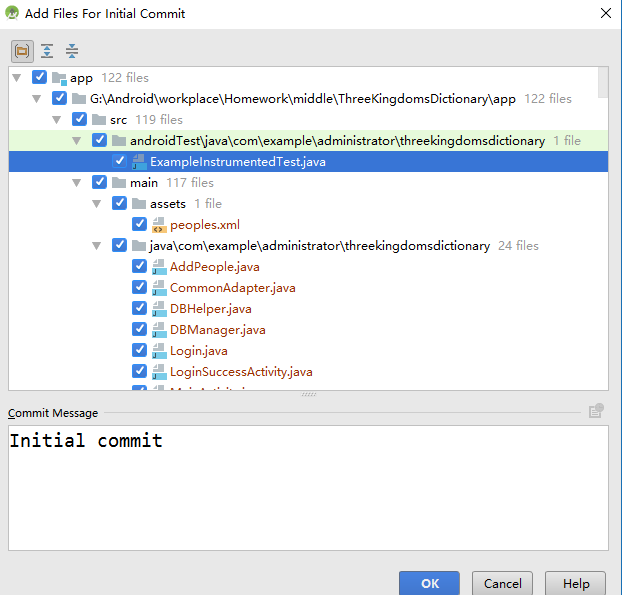 Add Files For Initial Commit
app 122 files
G:\Android\workplace\Homework\middle\ThreeKingdomsDictionary\app 122 files
src 119 files
androidTest\java\com\example\administrator\threekingdomsdictionary 1 file
ExampleInstrumentedTest.java
main 117 files
assets 1 file
peoples.xml
java\com\example\administrator\threekingdomsdictionary 24 files
AddPeople.java
CommonAdapter.java
DBHelper.java
DBManager.java
Login.java
LoginSuccessActivity.java
Commit Message
Initial commit
OK Cancel Help